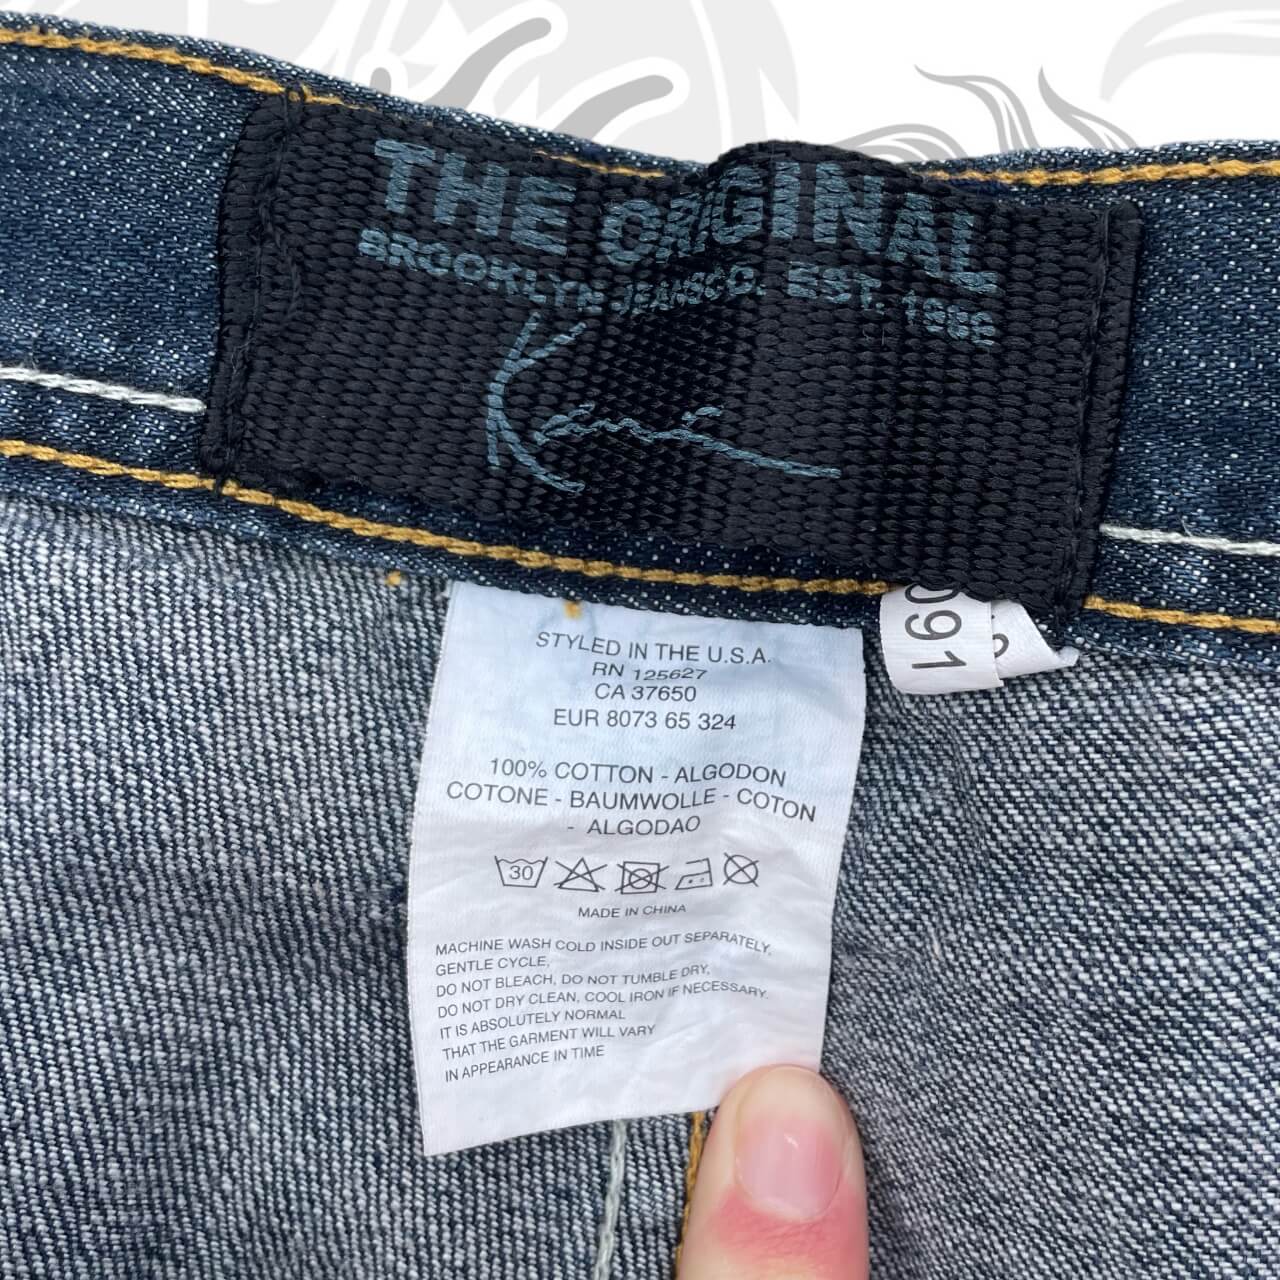 THE ORIGINAL
BROOKLYN JEANS CO. EST. 1986
Kani
STYLED IN THE U.S.A.
RN 125627
CA 37650
EUR 8073 65 324
100% COTTON - ALGODON
COTONE - BAUMWOLLE - COTON
- ALGODAO
30
MADE IN CHINA
MACHINE WASH COLD INSIDE OUT SEPARATELY,
GENTLE CYCLE,
DO NOT BLEACH, DO NOT TUMBLE DRY,
DO NOT DRY CLEAN, COOL IRON IF NECESSARY.
IT IS ABSOLUTELY NORMAL
THAT THE GARMENT WILL VARY
IN APPEARANCE IN TIME
091